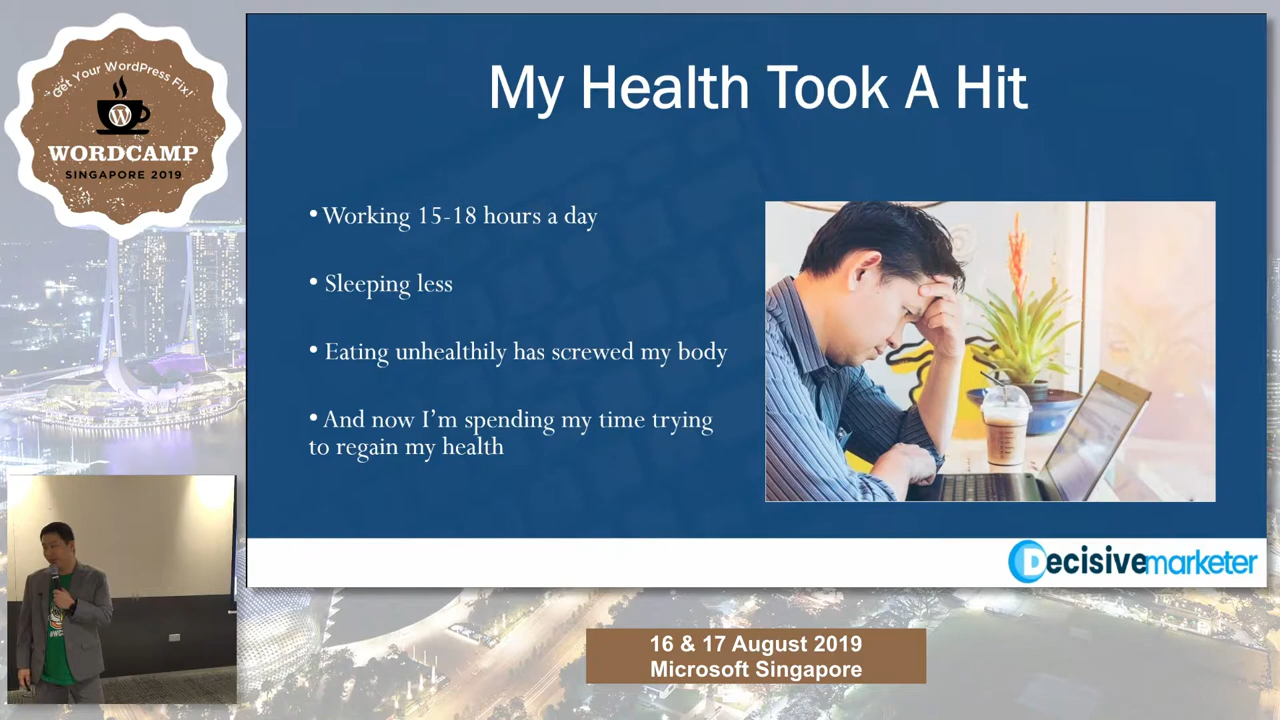 Get Your WordPress Fix!
WORDCAMP
SINGAPORE 2019
My Health Took A Hit
• Working 15-18 hours a day
• Sleeping less
• Eating unhealthily has screwed my body
• And now I’m spending my time trying
to regain my health
Decisivemarketer
16 & 17 August 2019
Microsoft Singapore